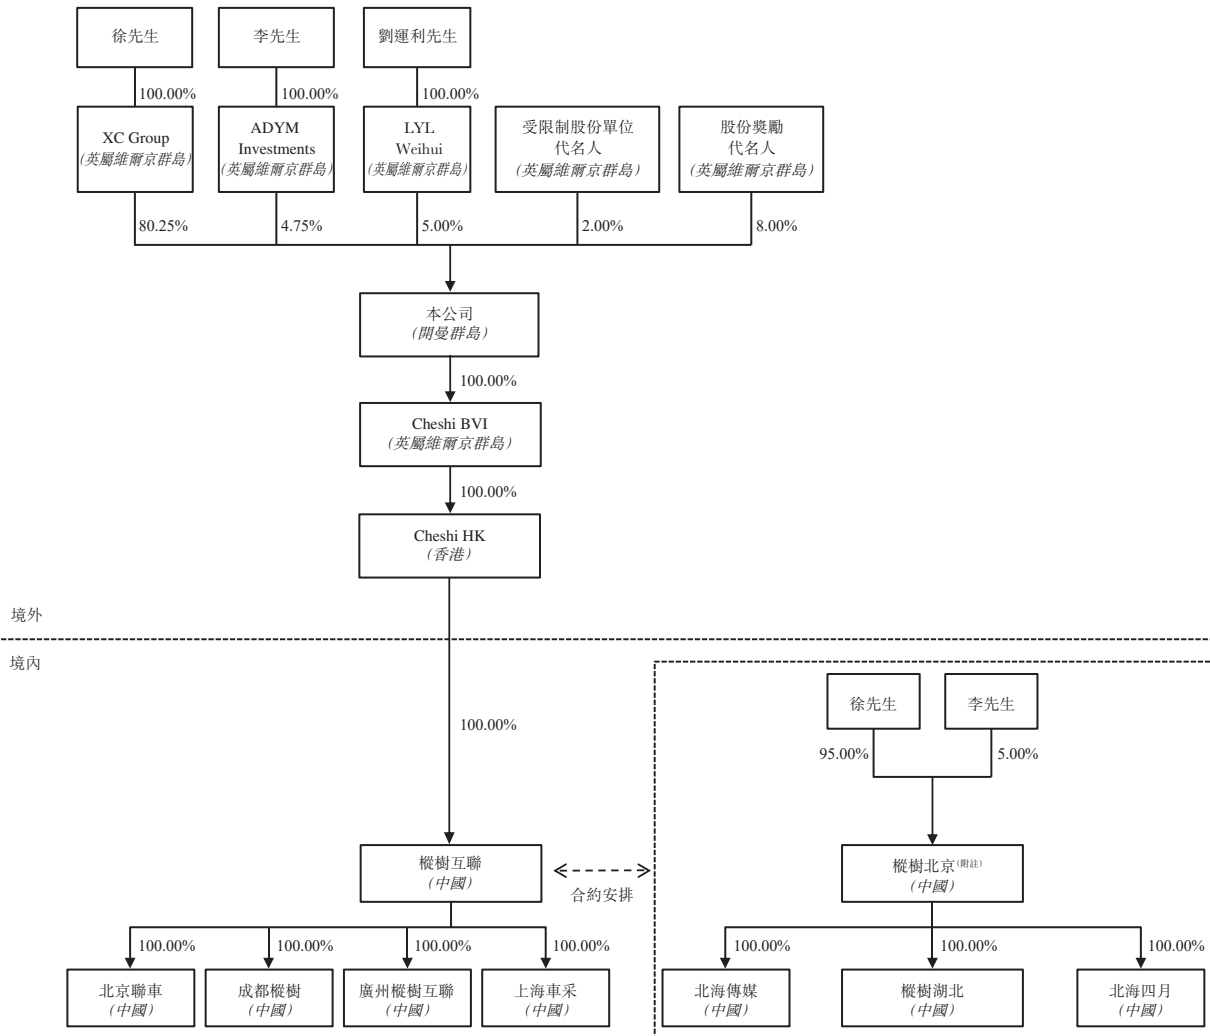 徐先生
李先生
劉運利先生
100.00%
100.00%
100.00%
XC Group
(英屬維爾京群島)
ADYM
Investments
(英屬維爾京群島)
LYL
Weihui
(英屬維爾京群島)
受限制股份單位
代名人
(英屬維爾京群島)
股份獎勵
代名人
(英屬維爾京群島)
80.25%
4.75%
5.00%
2.00%
8.00%
本公司
(開曼群島)
100.00%
Cheshi BVI
(英屬維爾京群島)
100.00%
Cheshi HK
(香港)
境外
境內
100.00%
徐先生
李先生
95.00%
5.00%
樅樹互聯
(中國)
合約安排
樅樹北京(附註)
(中國)
100.00%
100.00%
100.00%
100.00%
100.00%
100.00%
100.00%
北京聯車
(中國)
成都樅樹
(中國)
廣州樅樹互聯
(中國)
上海車采
(中國)
北海傳媒
(中國)
樅樹湖北
(中國)
北海四月
(中國)